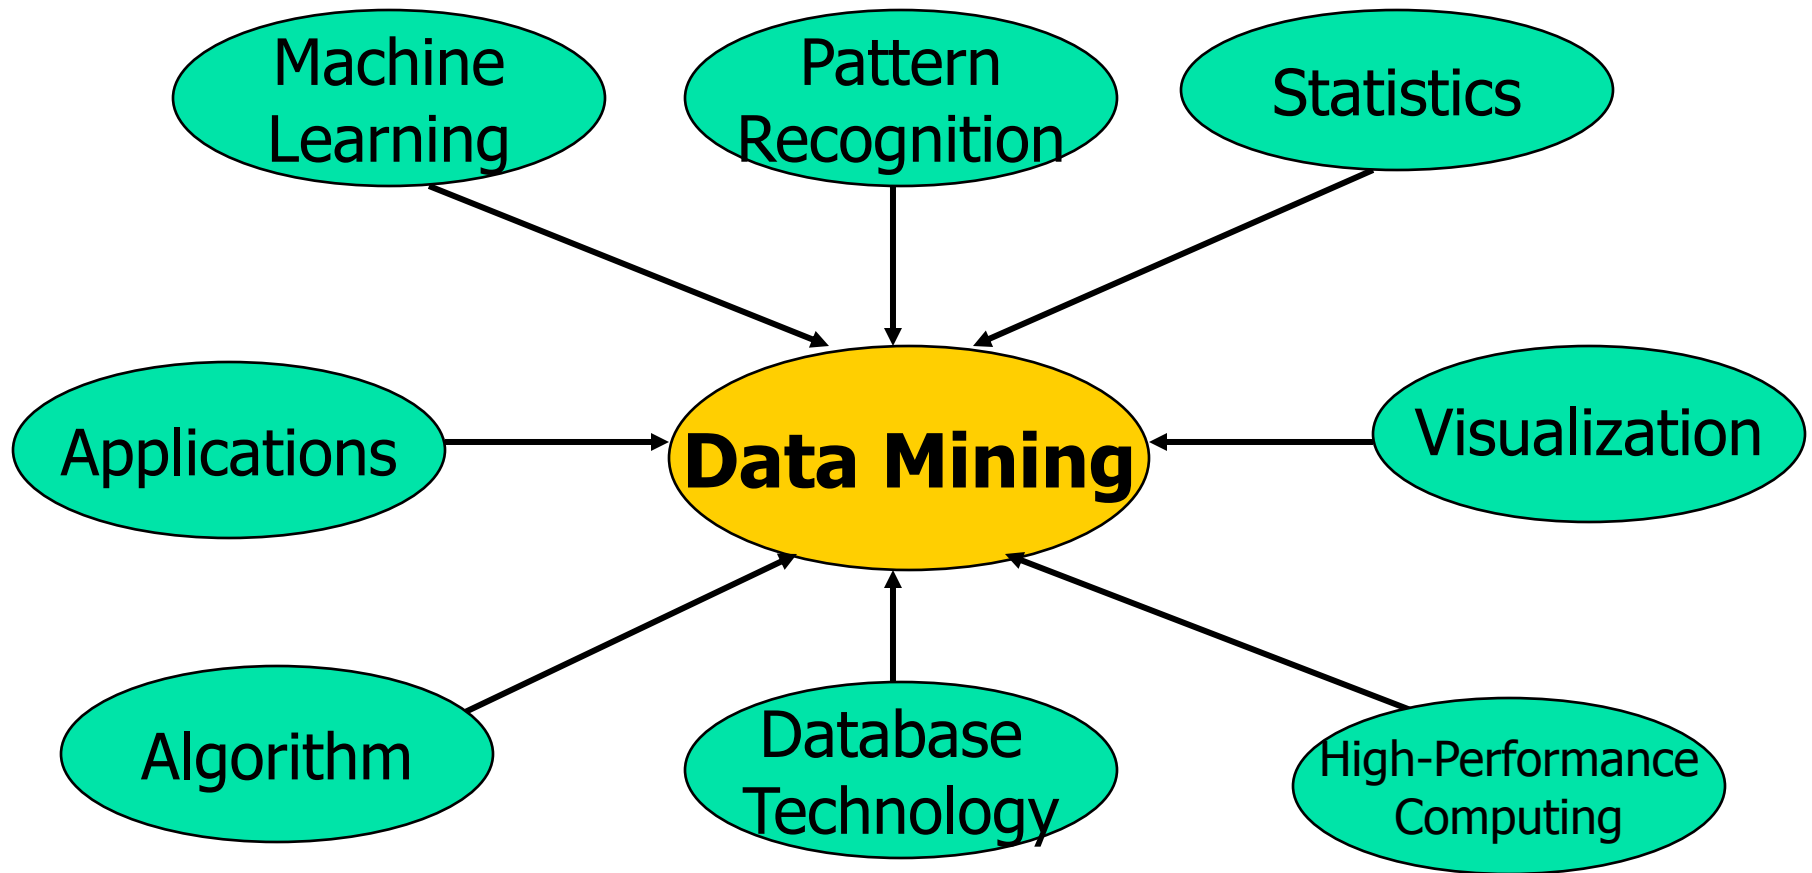 Machine
Learning
Pattern
Recognition
Statistics
Applications
Data Mining
Visualization
Algorithm
Database
Technology
High-Performance
Computing